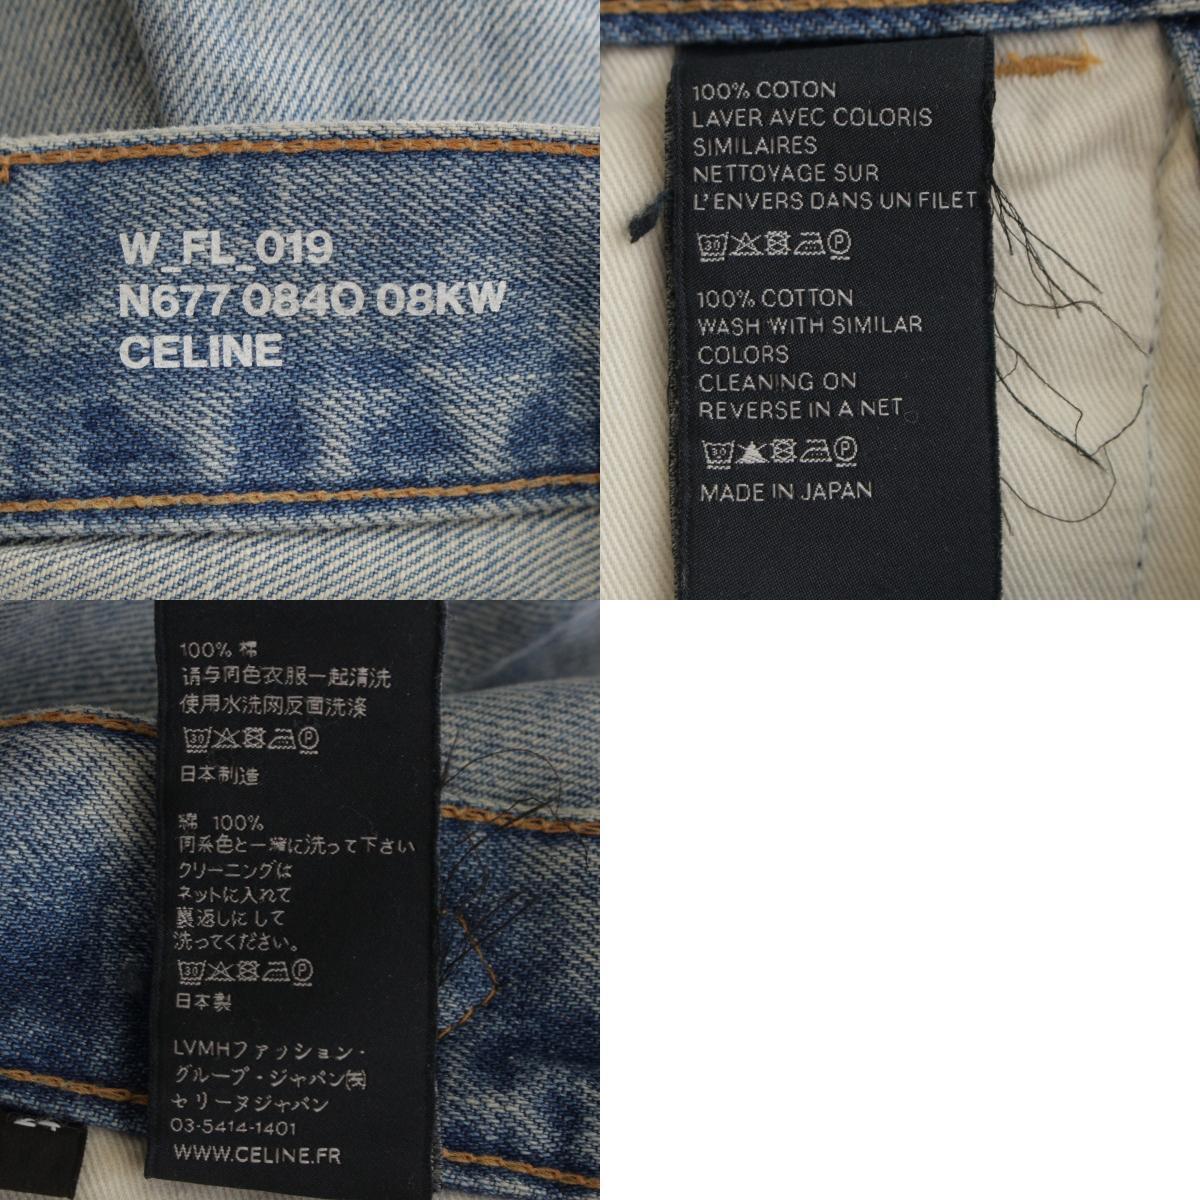 W_FL_019
N677 084O 08KW
CELINE
100% COTON
LAVER AVEC COLORIS
SIMILAIRES
NETTOYAGE SUR
L'ENVERS DANS UN FILET
30 P
100% COTTON
WASH WITH SIMILAR
COLORS
CLEANING ON
REVERSE IN A NET
30 P
MADE IN JAPAN
100% 棉
请与同色衣服一起清洗
使用水洗网反面洗涤
30 P
日本制造
綿 100%
同系色と一緒に洗って下さい
クリーニングは
ネットに入れて
裏返しにして
洗ってください。
30 P
日本製
LVMHファッション・
グループ・ジャパン㈱
セリーヌジャパン
03-5414-1401
WWW.CELINE.FR
24